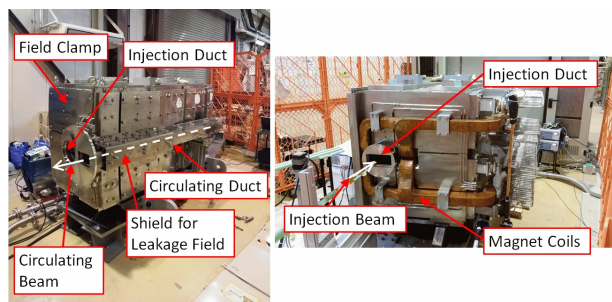 Field Clamp
Injection Duct
Circulating Duct
Shield for
Leakage Field
Circulating
Beam
Injection Duct
Injection Beam
Magnet Coils